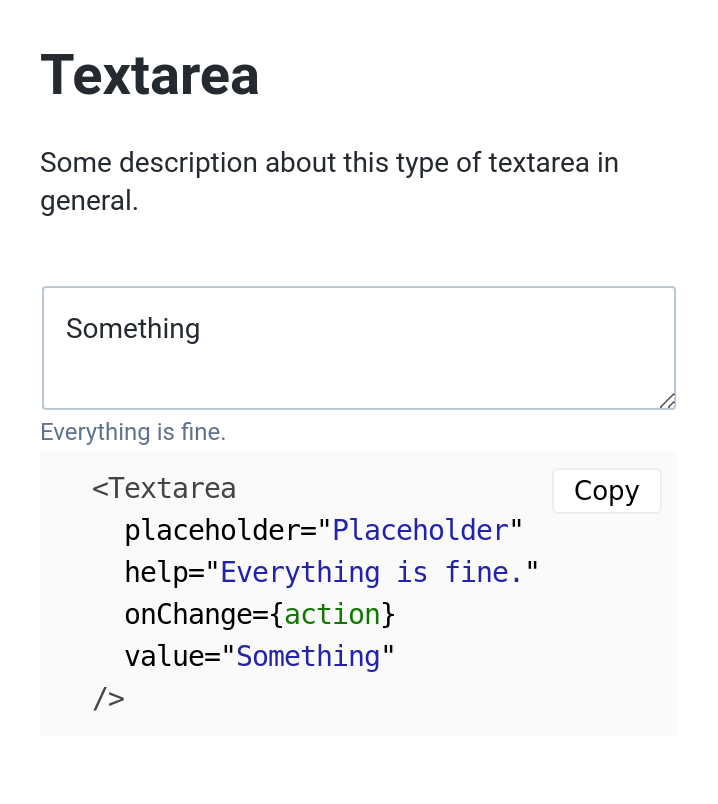 Textarea
Some description about this type of textarea in
general.
Something
Everything is fine.
<Textarea
Copy
placeholder="Placeholder"
help="Everything is fine."
onChange={action}
value="Something"
/>